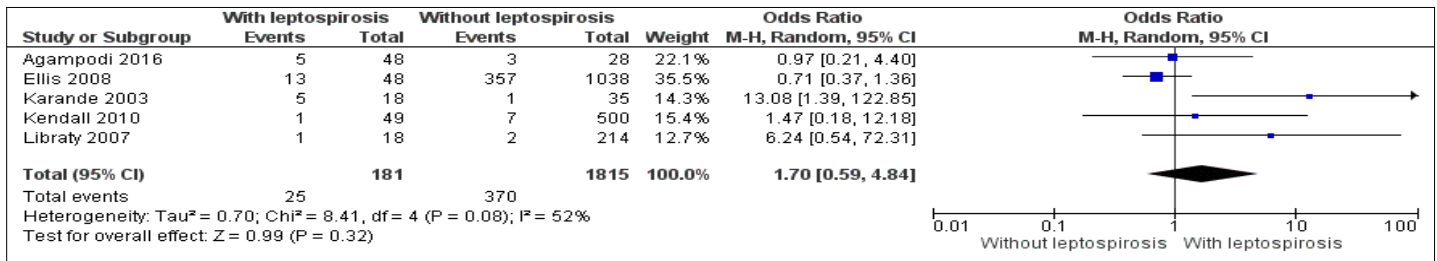 With leptospirosis Without leptospirosis Odds Ratio Odds Ratio
Study or Subgroup Events Total Events Total Weight M-H, Random, 95% CI M-H, Random, 95% CI
Agampodi 2016 5 48 3 28 22.1% 0.97 [0.21, 4.40]
Ellis 2008 13 48 357 1038 35.5% 0.71 [0.37, 1.36]
Karande 2003 5 18 1 35 14.3% 13.08 [1.39, 122.85]
Kendall 2010 1 49 7 500 15.4% 1.47 [0.18, 12.18]
Libraty 2007 1 18 2 214 12.7% 6.24 [0.54, 72.31]
Total (95% CI) 181 1815 100.0% 1.70 [0.59, 4.84]
Total events 25 370
Heterogeneity: Tau² = 0.70; Chi² = 8.41, df = 4 (P = 0.08); I² = 52%
Test for overall effect: Z = 0.99 (P = 0.32)
0.01 0.1 1 10 100
Without leptospirosis With leptospirosis